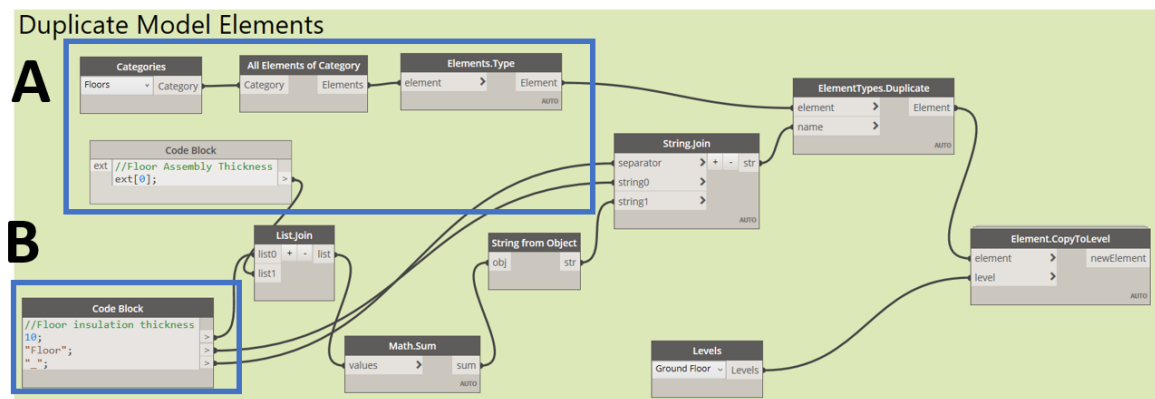 Duplicate Model Elements
A
Categories
Floors
Category
All Elements of Category
Category
Elements
Elements.Type
element
>
Element
AUTO
ElementTypes.Duplicate
element
>
Element
name
>
AUTO
Code Block
ext
//Floor Assembly Thickness
ext[0];
>
String.Join
separator
>
+
-
str
string0
>
string1
>
AUTO
B
List.Join
list0
+
-
list
list1
String from Object
obj
str
Element.CopyToLevel
element
>
newElement
level
>
AUTO
Code Block
//Floor insulation thickness
10;
>
"Floor";
>
"_";
>
Math.Sum
values
>
sum
AUTO
Levels
Ground Floor
Levels